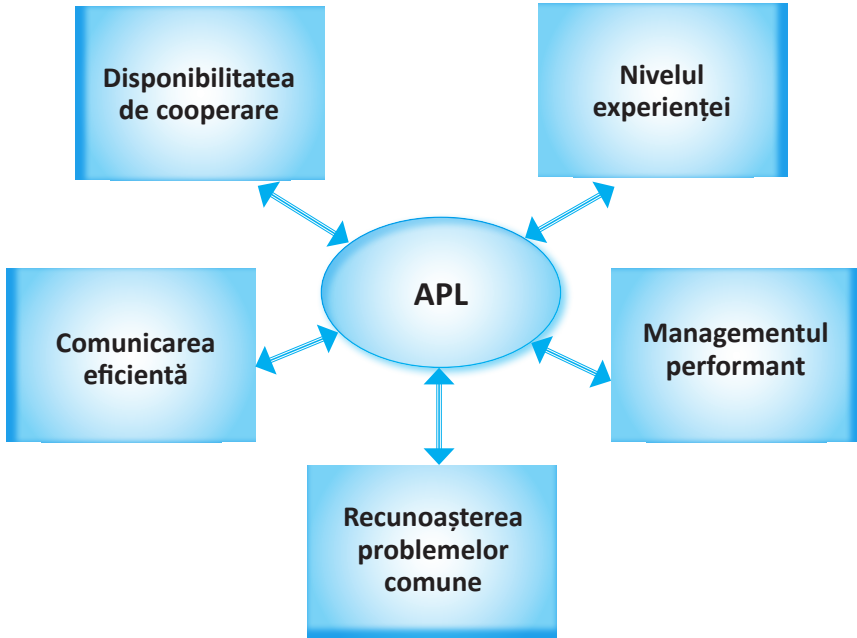 Disponibilitatea
de cooperare
Nivelul
experienței
APL
Comunicarea
eficientă
Managementul
performant
Recunoașterea
problemelor
comune